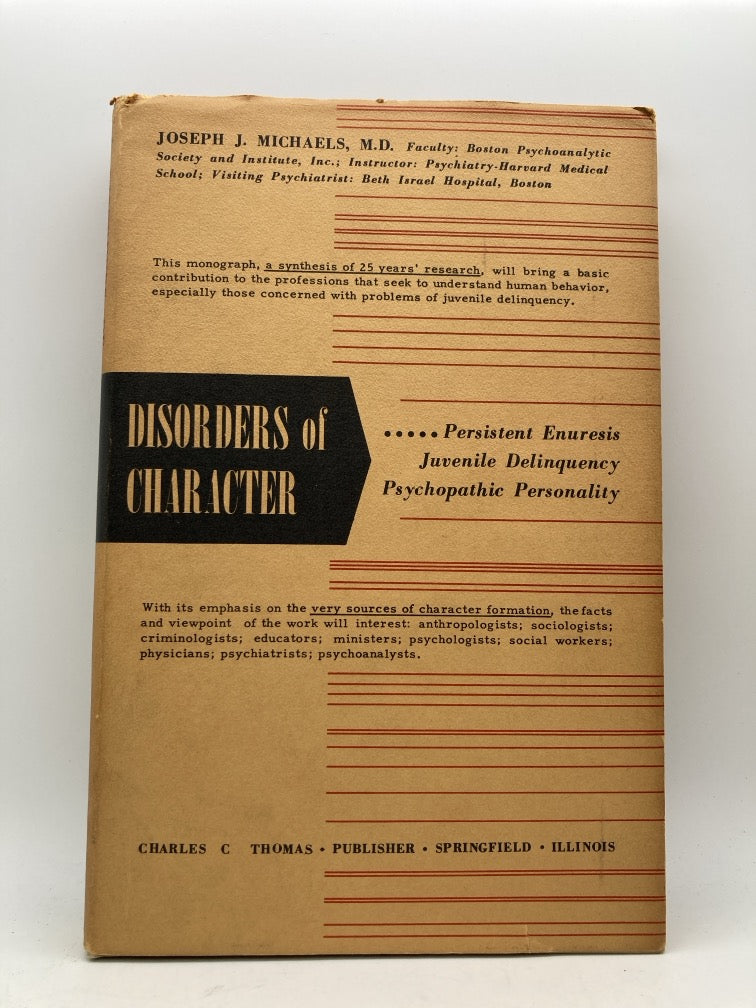 JOSEPH J. MICHAELS, M.D. Faculty: Boston Psychoanalytic
Society and Institute, Inc.; Instructor: Psychiatry-Harvard Medical
School; Visiting Psychiatrist: Beth Israel Hospital, Boston
This monograph, a synthesis of 25 years' research, will bring a basic
contribution to the professions that seek to understand human behavior,
especially those concerned with problems of juvenile delinquency.
DISORDERS of
CHARACTER
.....Persistent Enuresis
Juvenile Delinquency
Psychopathic Personality
With its emphasis on the very sources of character formation, the facts
and viewpoint of the work will interest: anthropologists; sociologists;
criminologists; educators; ministers; psychologists; social workers;
physicians; psychiatrists; psychoanalysts.
CHARLES C THOMAS • PUBLISHER • SPRINGFIELD • ILLINOIS